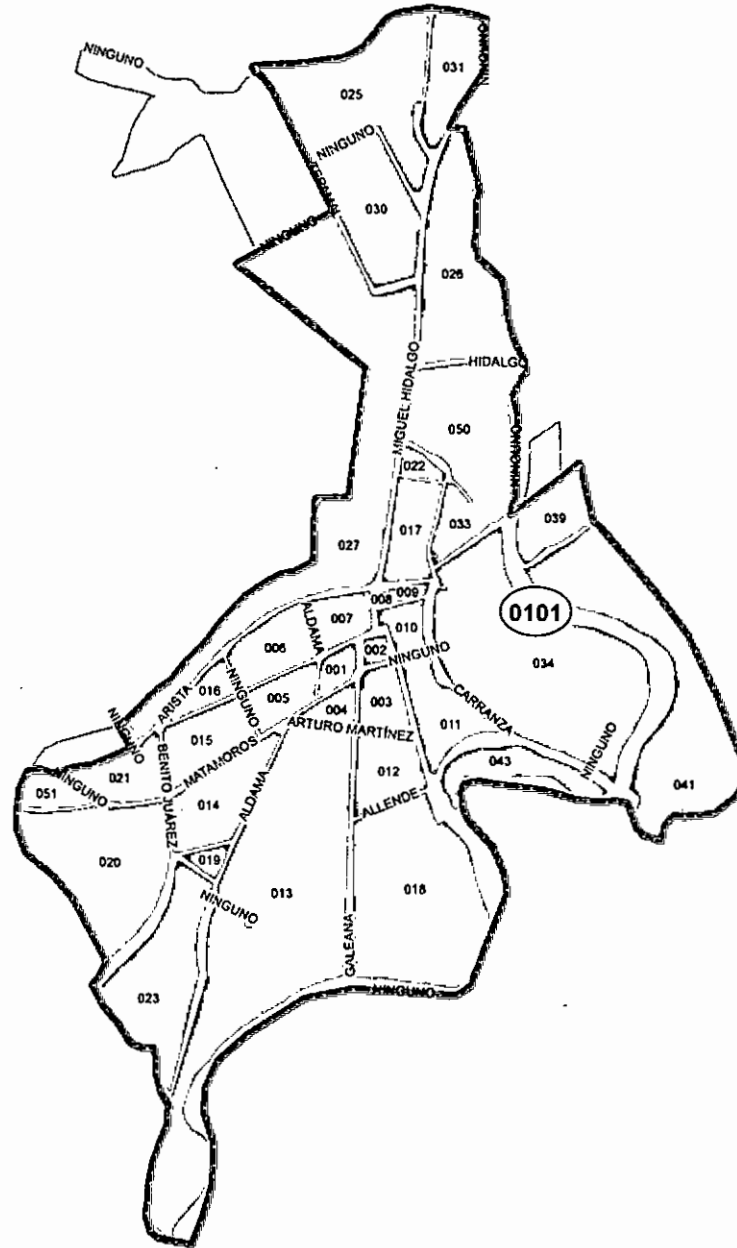 NINGUNO
NINGUNO
031
025
NINGUNO
030
NINGUNO
026
MIGUEL HIDALGO
HIDALGO
050
NINGUNO
022
017
033
039
027
009
008
0101
007
010
ALDAMA
006
002
NINGUNO
001
034
016
NINGUNO
005
003
CARRANZA
ARISTA
004
011
ARTURO MARTÍNEZ
NINGUNO
015
MATAMOROS
NINGUNO
043
021
BENITO JUÁREZ
012
041
NINGUNO
051
014
ALDAMA
ALLENDE
020
019
013
018
NINGUNO
GALEANA
023
NINGUNO